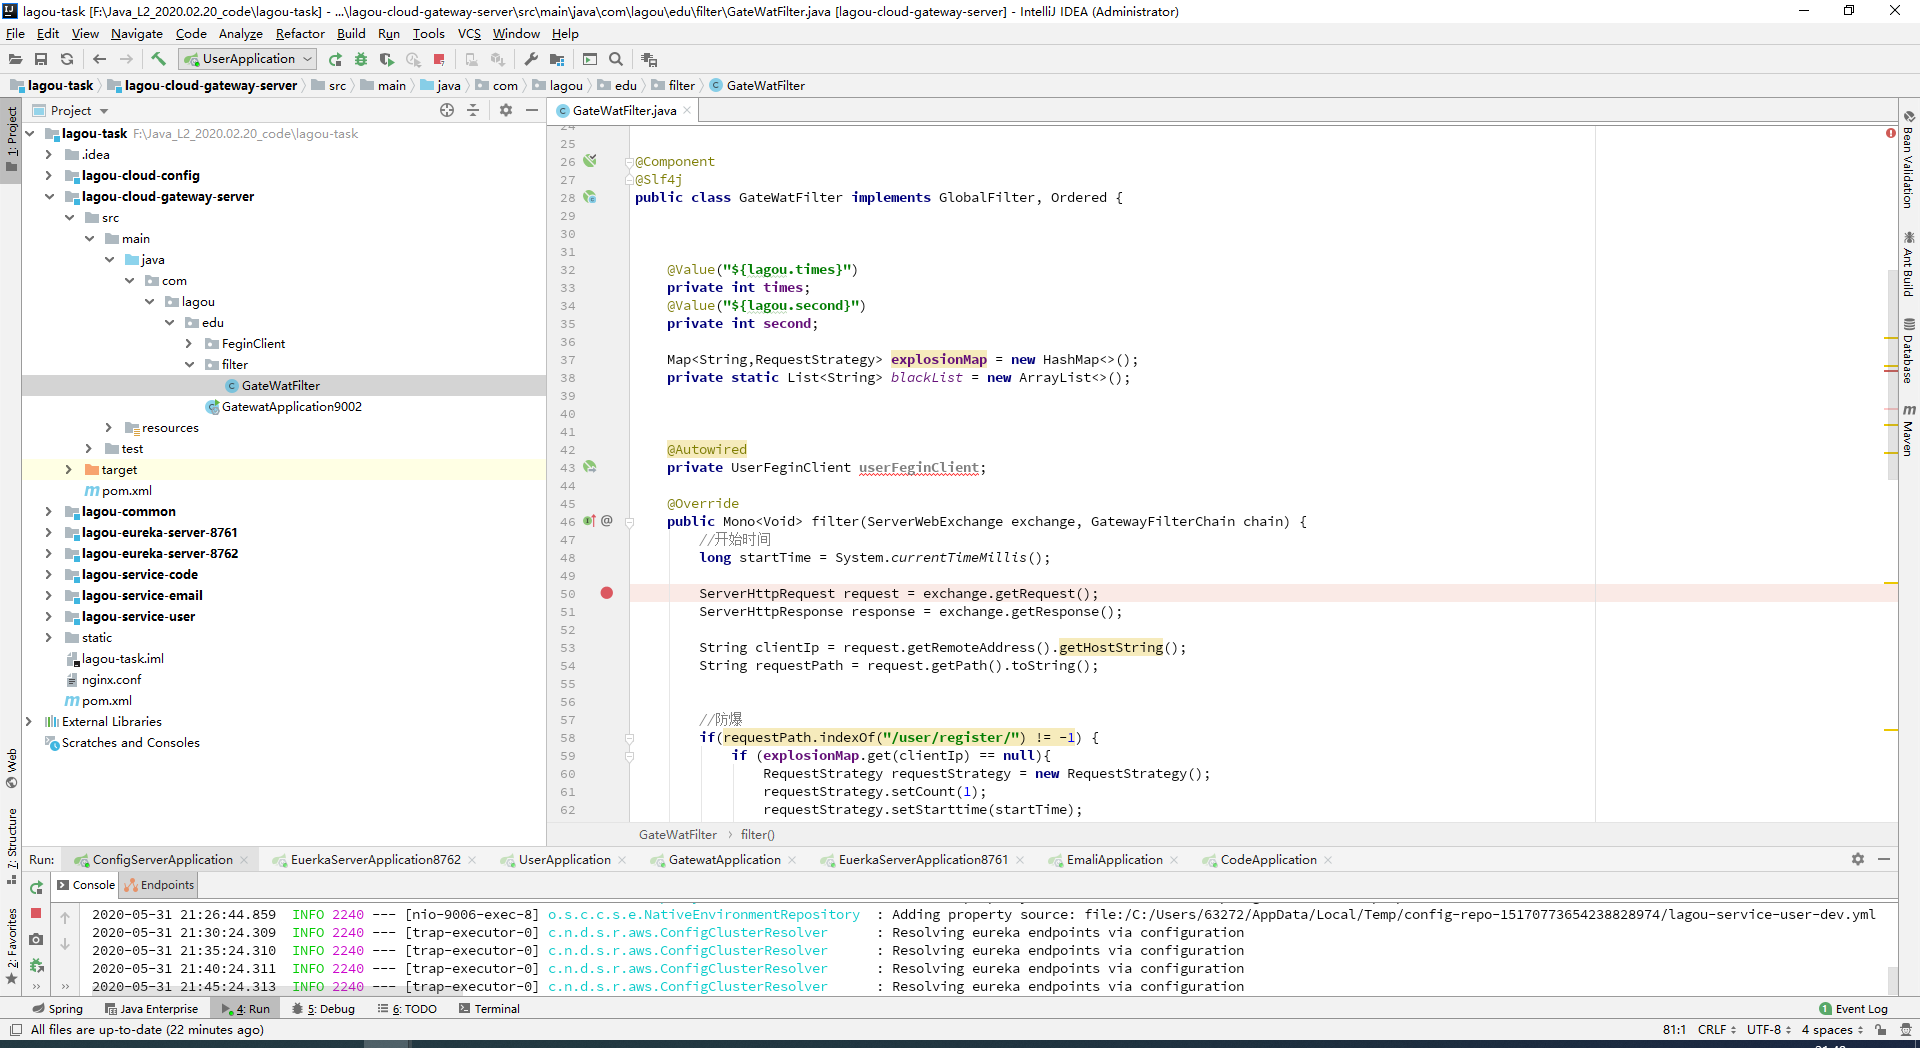 lagou-task [F:\Java_L2_2020.02.20_code\lagou-task] - ...\lagou-cloud-gateway-server\src\main\java\com\lagou\edu\filter\GateWatFilter.java [lagou-cloud-gateway-server] - IntelliJ IDEA (Administrator)
File Edit View Navigate Code Analyze Refactor Build Run Tools VCS Window Help
UserApplication
lagou-task lagou-cloud-gateway-server src main java com lagou edu filter GateWatFilter
1: Project
Project
lagou-task F:\Java_L2_2020.02.20_code\lagou-task
.idea
lagou-cloud-config
lagou-cloud-gateway-server
src
main
java
com
lagou
edu
FeginClient
filter
GateWatFilter
GatewatApplication9002
resources
test
target
pom.xml
lagou-common
lagou-eureka-server-8761
lagou-eureka-server-8762
lagou-service-code
lagou-service-email
lagou-service-user
static
lagou-task.iml
nginx.conf
pom.xml
External Libraries
Scratches and Consoles
GateWatFilter.java
24
25
26 @Component
27 @Slf4j
28 public class GateWatFilter implements GlobalFilter, Ordered {
29
30
31
32 @Value("${lagou.times}")
33 private int times;
34 @Value("${lagou.second}")
35 private int second;
36
37 Map<String,RequestStrategy> explosionMap = new HashMap<>();
38 private static List<String> blackList = new ArrayList<>();
39
40
41
42 @Autowired
43 private UserFeginClient userFeginClient;
44
45 @Override
46 @ public Mono<Void> filter(ServerWebExchange exchange, GatewayFilterChain chain) {
47 //开始时间
48 long startTime = System.currentTimeMillis();
49
50 ServerHttpRequest request = exchange.getRequest();
51 ServerHttpResponse response = exchange.getResponse();
52
53 String clientIp = request.getRemoteAddress().getHostString();
54 String requestPath = request.getPath().toString();
55
56
57 //防爆
58 if(requestPath.indexOf("/user/register/") != -1) {
59 if (explosionMap.get(clientIp) == null){
60 RequestStrategy requestStrategy = new RequestStrategy();
61 requestStrategy.setCount(1);
62 requestStrategy.setStarttime(startTime);
GateWatFilter › filter()
Bean Validation
Ant Build
Database
Maven
Web
7: Structure
2: Favorites
Run: ConfigServerApplication EuerkaServerApplication8762 UserApplication GatewatApplication EuerkaServerApplication8761 EmaliApplication CodeApplication
Console Endpoints
2020-05-31 21:26:44.859 INFO 2240 --- [nio-9006-exec-8] o.s.c.c.s.e.NativeEnvironmentRepository : Adding property source: file:/C:/Users/63272/AppData/Local/Temp/config-repo-15170773654238828974/lagou-service-user-dev.yml
2020-05-31 21:30:24.309 INFO 2240 --- [trap-executor-0] c.n.d.s.r.aws.ConfigClusterResolver : Resolving eureka endpoints via configuration
2020-05-31 21:35:24.310 INFO 2240 --- [trap-executor-0] c.n.d.s.r.aws.ConfigClusterResolver : Resolving eureka endpoints via configuration
2020-05-31 21:40:24.311 INFO 2240 --- [trap-executor-0] c.n.d.s.r.aws.ConfigClusterResolver : Resolving eureka endpoints via configuration
2020-05-31 21:45:24.313 INFO 2240 --- [trap-executor-0] c.n.d.s.r.aws.ConfigClusterResolver : Resolving eureka endpoints via configuration
Spring Java Enterprise 4: Run 5: Debug 6: TODO Terminal 1 Event Log
All files are up-to-date (22 minutes ago) 81:1 CRLF UTF-8 4 spaces